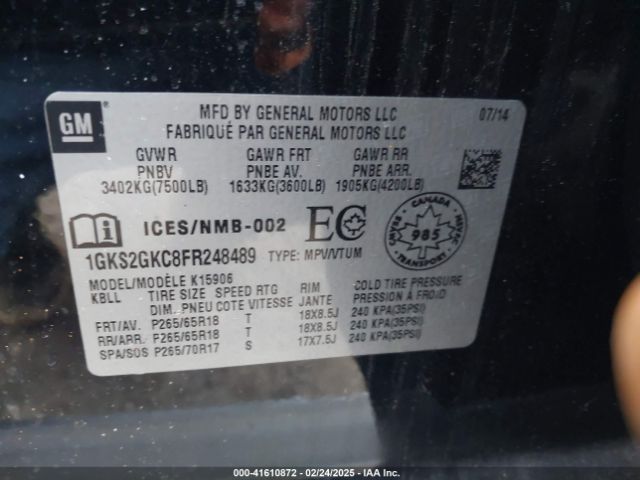 GM
MFD BY GENERAL MOTORS LLC 07/14
FABRIQUÉ PAR GENERAL MOTORS LLC
GVWR GAWR FRT GAWR RR
PNBV PNBE AV. PNBE ARR.
3402KG(7500LB) 1633KG(3600LB) 1905KG(4200LB)
ICES/NMB-002 EC
CANADA
985
TRANSPORT
1GKS2GKC8FR248489 TYPE: MPV/VTUM
MODEL/MODÈLE K15906
KBLL TIRE SIZE SPEED RTG RIM COLD TIRE PRESSURE
DIM. PNEU COTE VITESSE JANTE PRESSION À FROID
FRT/AV. P265/65R18 T 18X8.5J 240 KPA(35PSI)
RR/ARR. P265/65R18 T 18X8.5J 240 KPA(35PSI)
SPA/SOS P265/70R17 S 17X7.5J 240 KPA(35PSI)
000-41610872 - 02/24/2025 - IAA Inc.